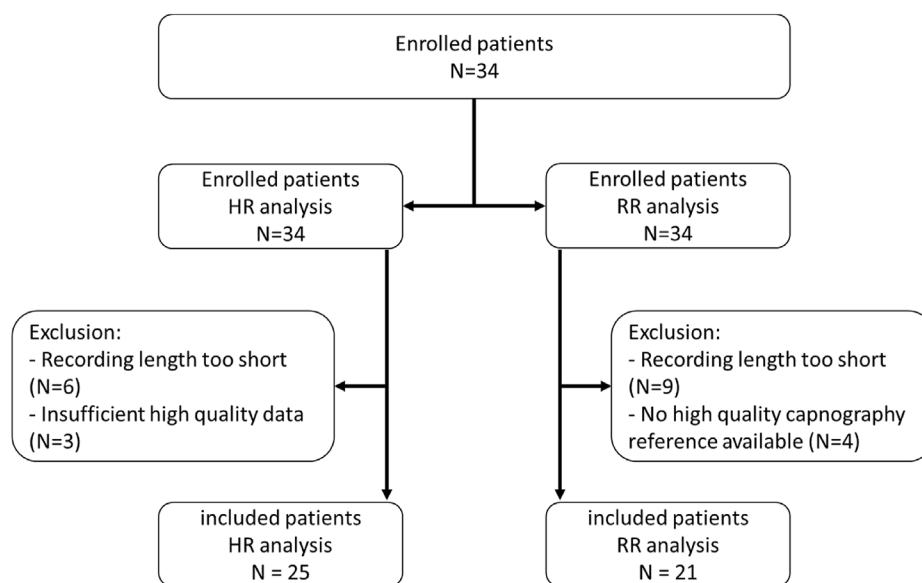 Enrolled patients
N=34
Enrolled patients
HR analysis
N=34
Enrolled patients
RR analysis
N=34
Exclusion:
- Recording length too short
(N=6)
- Insufficient high quality data
(N=3)
Exclusion:
- Recording length too short
(N=9)
- No high quality capnography
reference available (N=4)
included patients
HR analysis
N = 25
included patients
RR analysis
N = 21